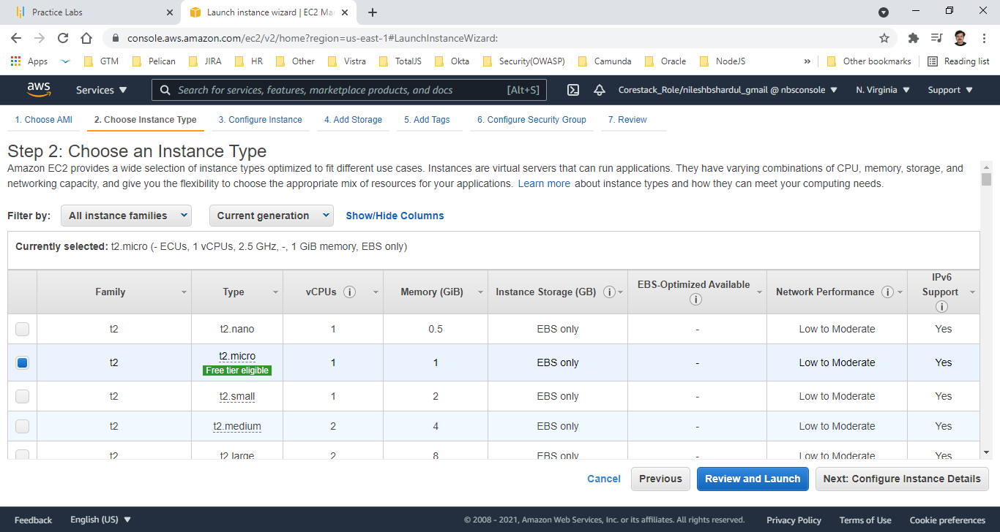 Practice Labs
Launch instance wizard | EC2 Ma
console.aws.amazon.com/ec2/v2/home?region=us-east-1#LaunchInstanceWizard:
Apps GTM Pelican JIRA HR Other Vistra TotalJS Okta Security(OWASP) Camunda Oracle NodeJS » Other bookmarks Reading list
aws Services Search for services, features, marketplace products, and docs [Alt+S] Corestack_Role/nileshbshardul_gmail @ nbsconsole N. Virginia Support
1. Choose AMI 2. Choose Instance Type 3. Configure Instance 4. Add Storage 5. Add Tags 6. Configure Security Group 7. Review
Step 2: Choose an Instance Type
Amazon EC2 provides a wide selection of instance types optimized to fit different use cases. Instances are virtual servers that can run applications. They have varying combinations of CPU, memory, storage, and
networking capacity, and give you the flexibility to choose the appropriate mix of resources for your applications. Learn more about instance types and how they can meet your computing needs.
Filter by: All instance families Current generation Show/Hide Columns
Currently selected: t2.micro (- ECUs, 1 vCPUs, 2.5 GHz, -, 1 GiB memory, EBS only)
Family Type vCPUs Memory (GiB) Instance Storage (GB) EBS-Optimized Available Network Performance IPv6 Support
t2 t2.nano 1 0.5 EBS only - Low to Moderate Yes
t2 t2.micro 1 1 EBS only - Low to Moderate Yes
Free tier eligible
t2 t2.small 1 2 EBS only - Low to Moderate Yes
t2 t2.medium 2 4 EBS only - Low to Moderate Yes
t2 t2.large 2 8 EBS only - Low to Moderate Yes
Cancel Previous Review and Launch Next: Configure Instance Details
Feedback English (US) © 2008 - 2021, Amazon Web Services, Inc. or its affiliates. All rights reserved. Privacy Policy Terms of Use Cookie preferences